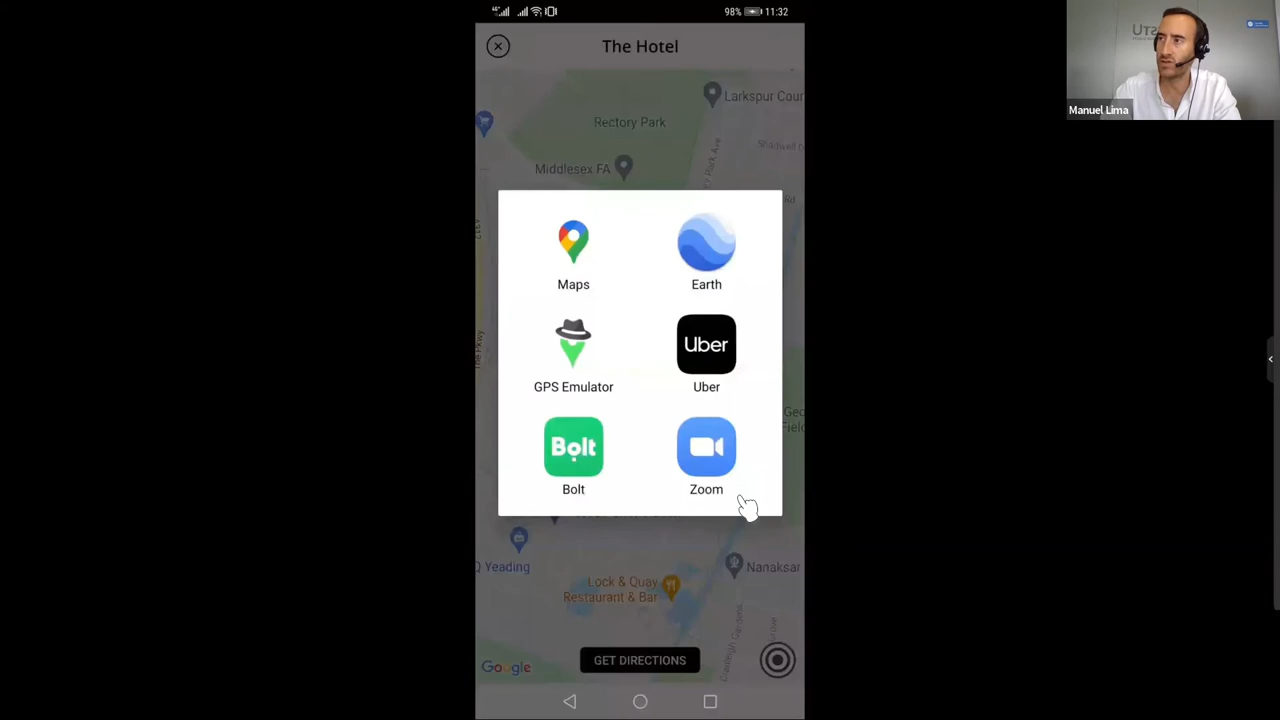 98% 11:32
The Hotel
Larkspur Cour
Rectory Park
Middlesex FA
Maps
Earth
Uber
GPS Emulator
Uber
Bolt
Bolt
Zoom
Q Yeading
Nanaksar
Lock & Quay
Restaurant & Bar
Google
GET DIRECTIONS
Manuel Lima